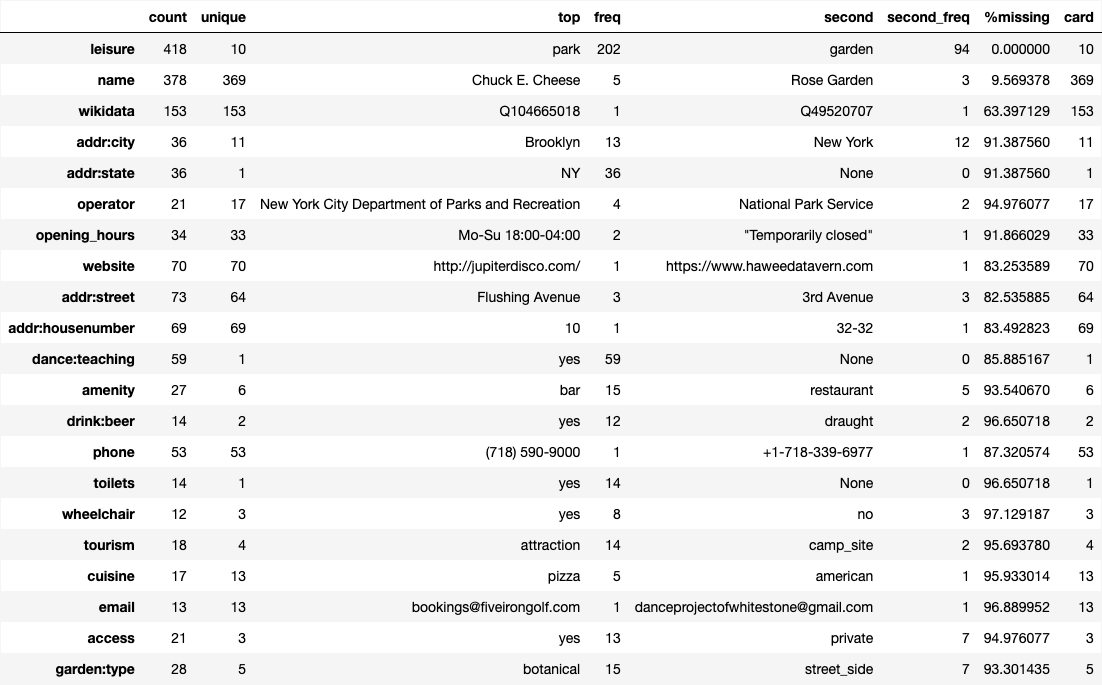 count unique top freq second second_freq %missing card
leisure 418 10 park 202 garden 94 0.000000 10
name 378 369 Chuck E. Cheese 5 Rose Garden 3 9.569378 369
wikidata 153 153 Q104665018 1 Q49520707 1 63.397129 153
addr:city 36 11 Brooklyn 13 New York 12 91.387560 11
addr:state 36 1 NY 36 None 0 91.387560 1
operator 21 17 New York City Department of Parks and Recreation 4 National Park Service 2 94.976077 17
opening_hours 34 33 Mo-Su 18:00-04:00 2 "Temporarily closed" 1 91.866029 33
website 70 70 http://jupiterdisco.com/ 1 https://www.haweedatavern.com 1 83.253589 70
addr:street 73 64 Flushing Avenue 3 3rd Avenue 3 82.535885 64
addr:housenumber 69 69 10 1 32-32 1 83.492823 69
dance:teaching 59 1 yes 59 None 0 85.885167 1
amenity 27 6 bar 15 restaurant 5 93.540670 6
drink:beer 14 2 yes 12 draught 2 96.650718 2
phone 53 53 (718) 590-9000 1 +1-718-339-6977 1 87.320574 53
toilets 14 1 yes 14 None 0 96.650718 1
wheelchair 12 3 yes 8 no 3 97.129187 3
tourism 18 4 attraction 14 camp_site 2 95.693780 4
cuisine 17 13 pizza 5 american 1 95.933014 13
email 13 13 bookings@fiveirongolf.com 1 danceprojectofwhitestone@gmail.com 1 96.889952 13
access 21 3 yes 13 private 7 94.976077 3
garden:type 28 5 botanical 15 street_side 7 93.301435 5